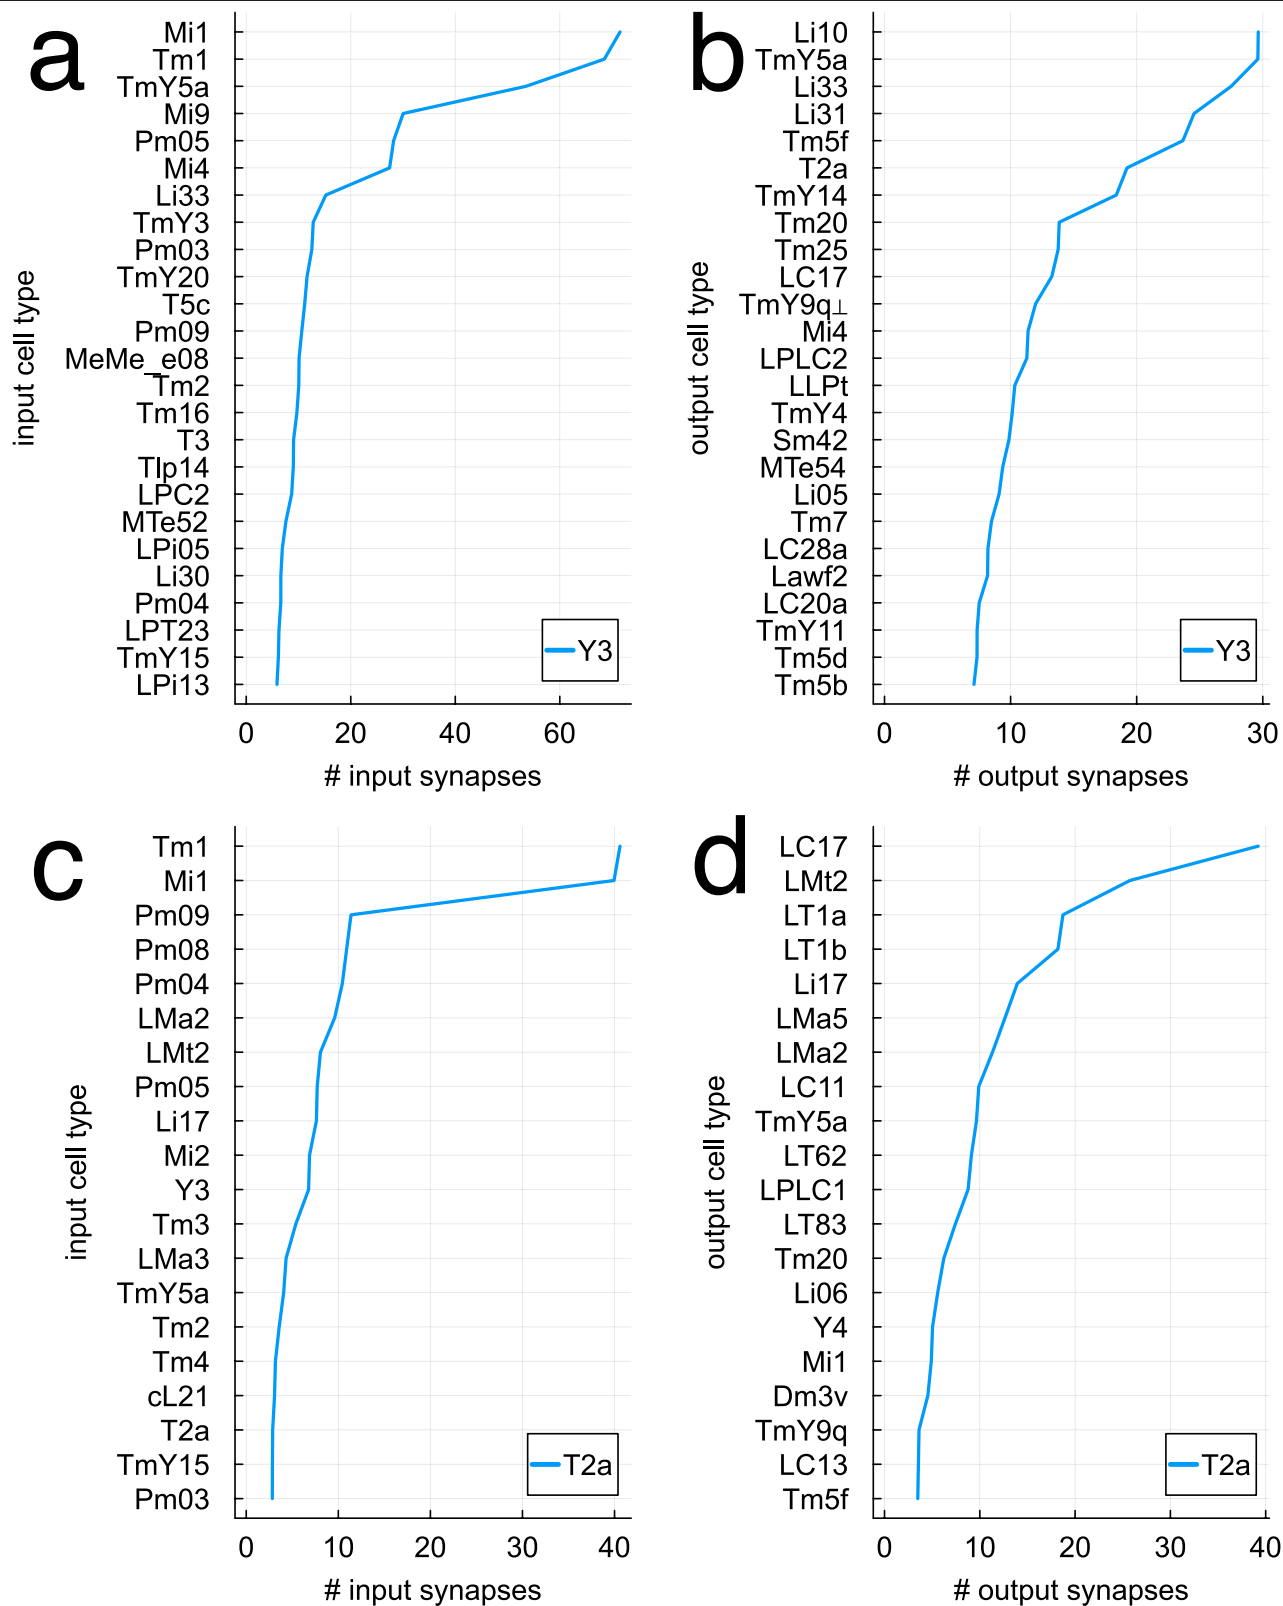 a
input cell type
Mi1
Tm1
TmY5a
Mi9
Pm05
Mi4
Li33
TmY3
Pm03
TmY20
T5c
Pm09
MeMe_e08
Tm2
Tm16
T3
Tlp14
LPC2
MTe52
LPi05
Li30
Pm04
LPT23
TmY15
LPi13
Y3
0 20 40 60
# input synapses
b
output cell type
Li10
TmY5a
Li33
Li31
Tm5f
T2a
TmY14
Tm20
Tm25
LC17
TmY9q⊥
Mi4
LPLC2
LLPt
TmY4
Sm42
MTe54
Li05
Tm7
LC28a
Lawf2
LC20a
TmY11
Tm5d
Tm5b
Y3
0 10 20 30
# output synapses
c
input cell type
Tm1
Mi1
Pm09
Pm08
Pm04
LMa2
LMt2
Pm05
Li17
Mi2
Y3
Tm3
LMa3
TmY5a
Tm2
Tm4
cL21
T2a
TmY15
Pm03
T2a
0 10 20 30 40
# input synapses
d
output cell type
LC17
LMt2
LT1a
LT1b
Li17
LMa5
LMa2
LC11
TmY5a
LT62
LPLC1
LT83
Tm20
Li06
Y4
Mi1
Dm3v
TmY9q
LC13
Tm5f
T2a
0 10 20 30 40
# output synapses